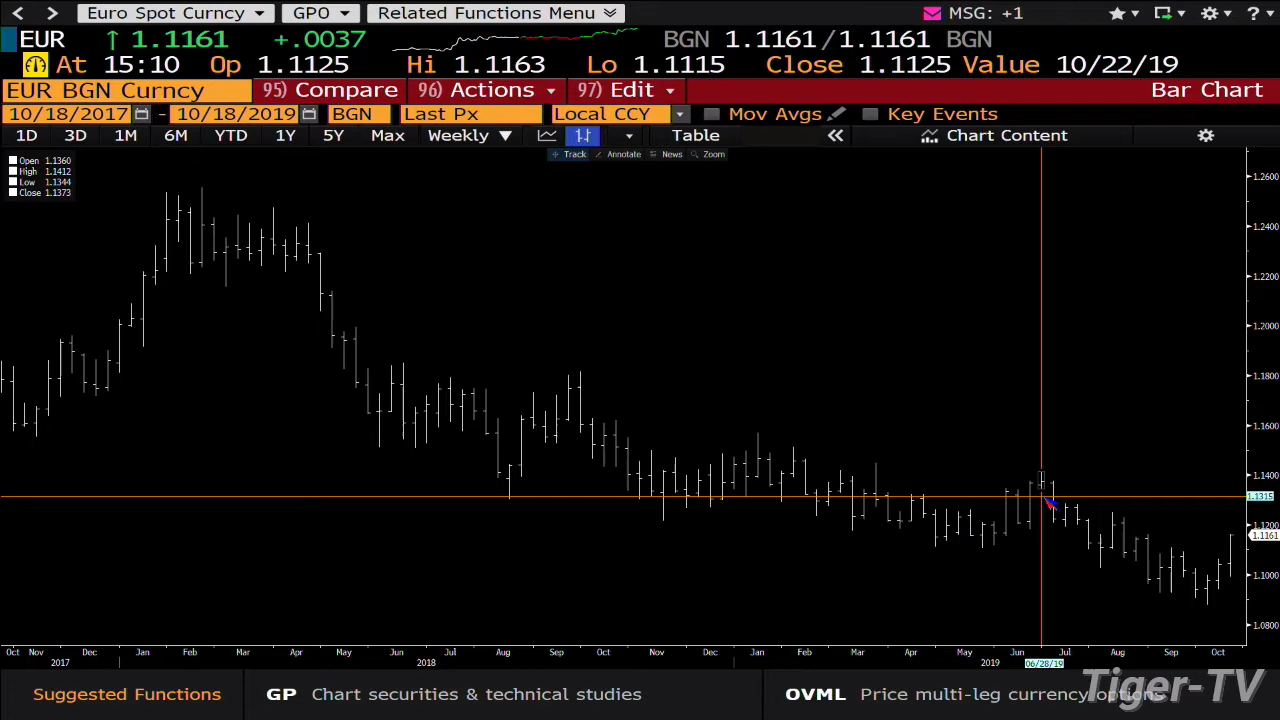 Euro Spot Curncy GPO Related Functions Menu MSG: +1 ?
EUR ↑ 1.1161 +.0037 BGN 1.1161/1.1161 BGN
At 15:10 Op 1.1125 Hi 1.1163 Lo 1.1115 Close 1.1125 Value 10/22/19
EUR BGN Curncy 95) Compare 96) Actions 97) Edit Bar Chart
10/18/2017 - 10/18/2019 BGN Last Px Local CCY Mov Avgs Key Events
1D 3D 1M 6M YTD 1Y 5Y Max Weekly ▼ Table « Chart Content
Track Annotate News Zoom
Open 1.1360
High 1.1412
Low 1.1344
Close 1.1373
1.2600
1.2400
1.2200
1.2000
1.1800
1.1600
1.1400
1.1315
1.1200
1.1161
1.1000
1.0800
Oct Nov Dec Jan Feb Mar Apr May Jun Jul Aug Sep Oct Nov Dec Jan Feb Mar Apr May Jun Jul Aug Sep Oct
2017 2018 2019 06/28/19
Suggested Functions GP Chart securities & technical studies OVML Price multi-leg currency options
Tiger-TV